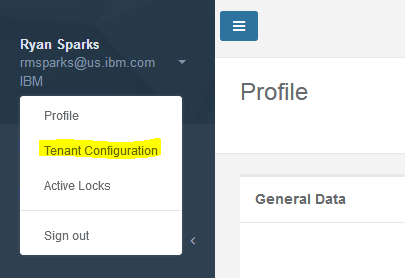 Ryan Sparks
rmsparks@us.ibm.com
IBM
Profile
Tenant Configuration
Active Locks
Sign out
Profile
General Data